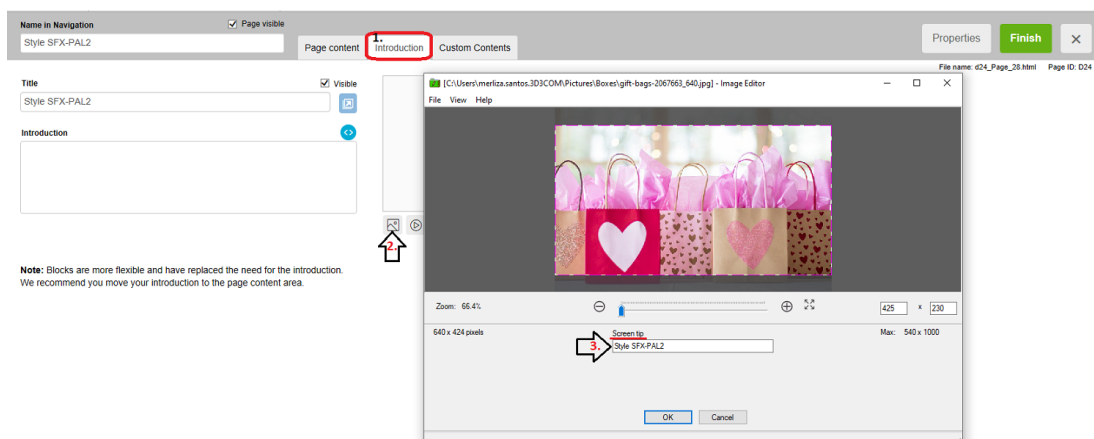 Name in Navigation
Page visible
Style SFX-PAL2
1.
Page content
Introduction
Custom Contents
Properties
Finish
File name: d24_Page_28.html Page ID: D24
Title
Visible
Style SFX-PAL2
Introduction
2.
Note: Blocks are more flexible and have replaced the need for the introduction.
We recommend you move your introduction to the page content area.
[C:\Users\merliza.santos.3D3COM\Pictures\Boxes\gift-bags-2067663_640.jpg] - Image Editor
File View Help
Zoom: 66.4%
425 x 230
640 x 424 pixels
Screen tip
Max: 540 x 1000
3.
Style SFX-PAL2
OK Cancel